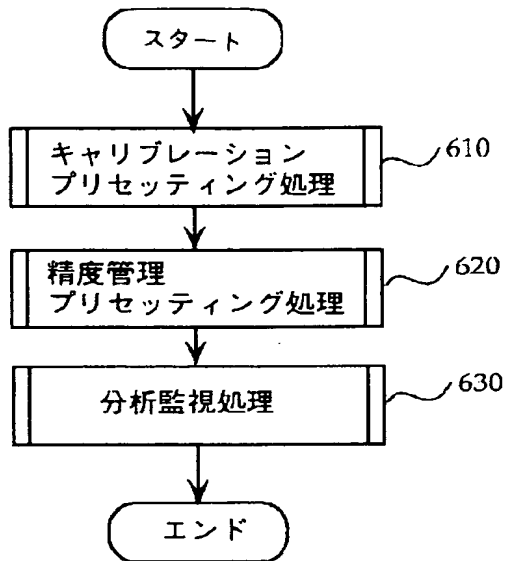 スタート
キャリブレーション
プリセッティング処理
610
精度管理
プリセッティング処理
620
分析監視処理
630
エンド